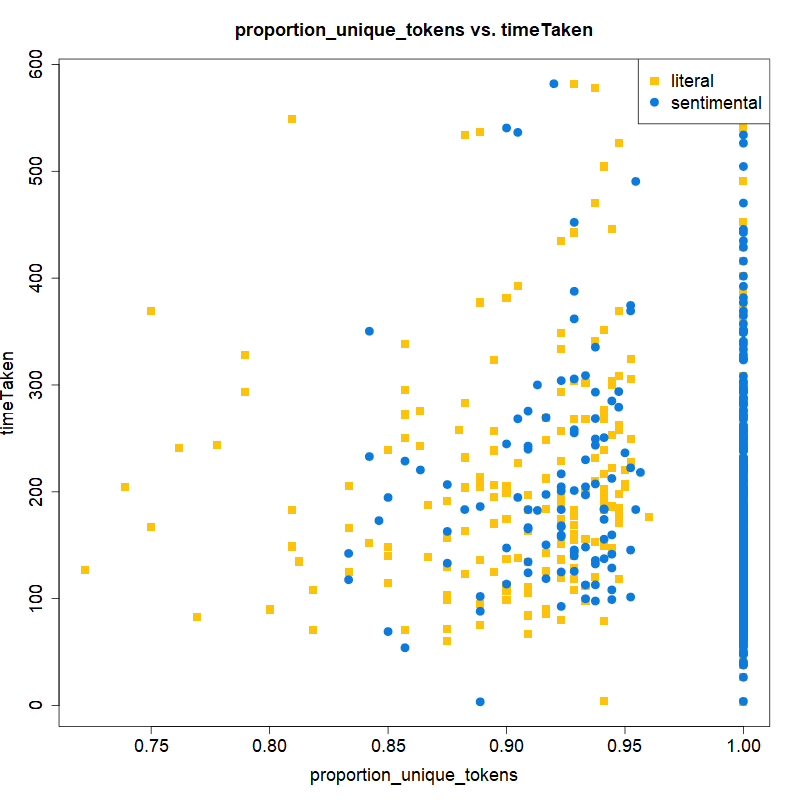 proportion_unique_tokens vs. timeTaken
literal
sentimental
600
500
400
300
200
100
0
timeTaken
0.75 0.80 0.85 0.90 0.95 1.00
proportion_unique_tokens